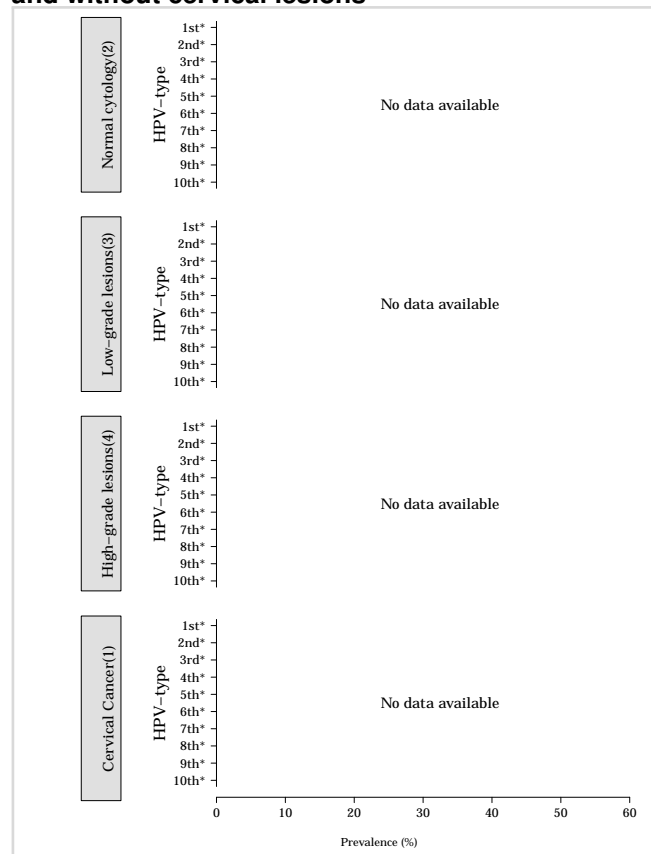 and without cervical lesions
Normal cytology(2)
HPV−type
1st*
2nd*
3rd*
4th*
5th*
6th*
7th*
8th*
9th*
10th*
No data available
Low−grade lesions(3)
HPV−type
1st*
2nd*
3rd*
4th*
5th*
6th*
7th*
8th*
9th*
10th*
No data available
High−grade lesions(4)
HPV−type
1st*
2nd*
3rd*
4th*
5th*
6th*
7th*
8th*
9th*
10th*
No data available
Cervical Cancer(1)
HPV−type
1st*
2nd*
3rd*
4th*
5th*
6th*
7th*
8th*
9th*
10th*
No data available
0 10 20 30 40 50 60
Prevalence (%)